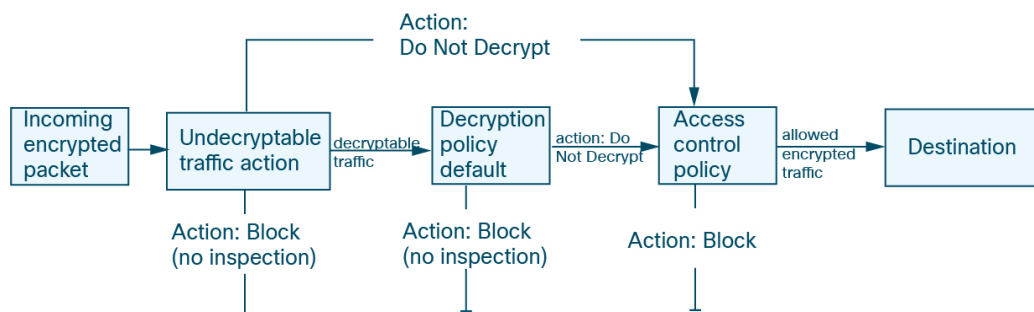 Action:
Do Not Decrypt
Incoming
encrypted
packet
Undecryptable
traffic action
decryptable
traffic
Decryption
policy
default
action: Do
Not Decrypt
Access
control
policy
allowed
encrypted
traffic
Destination
Action: Block
(no inspection)
Action: Block
(no inspection)
Action: Block